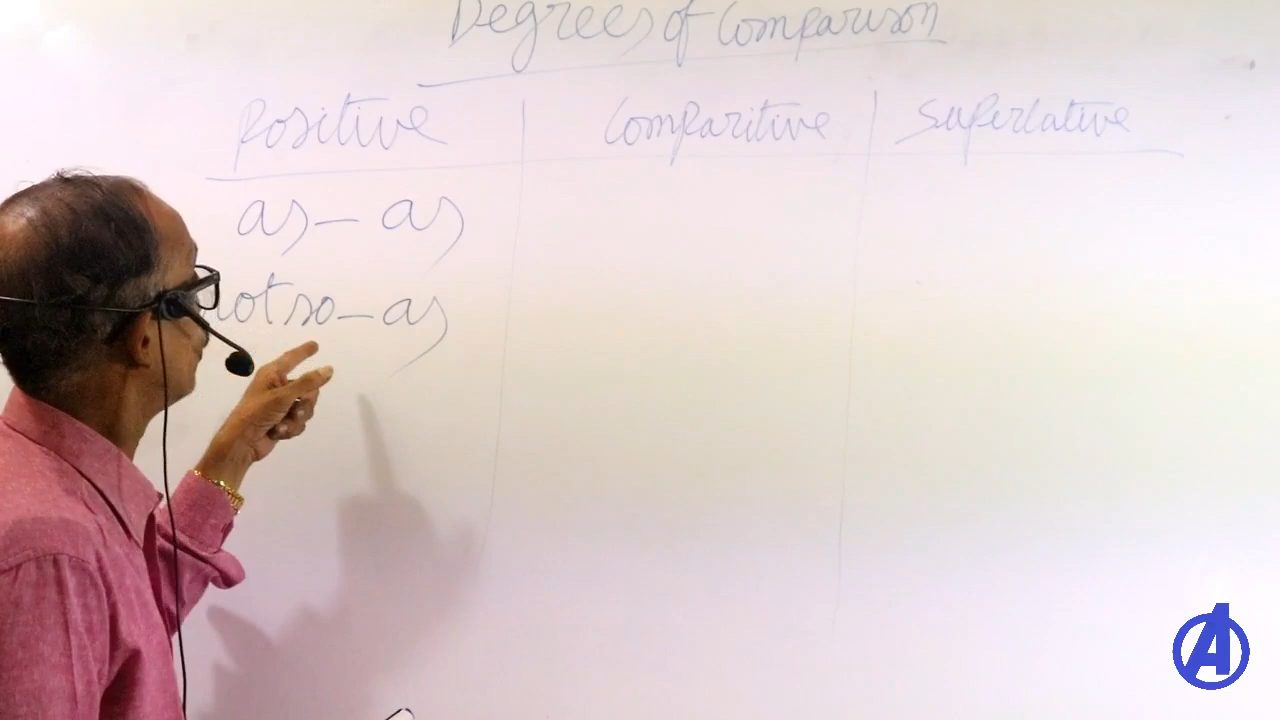 Degrees of Comparison
Positive Comparitive Superlative
as - as
not so - as